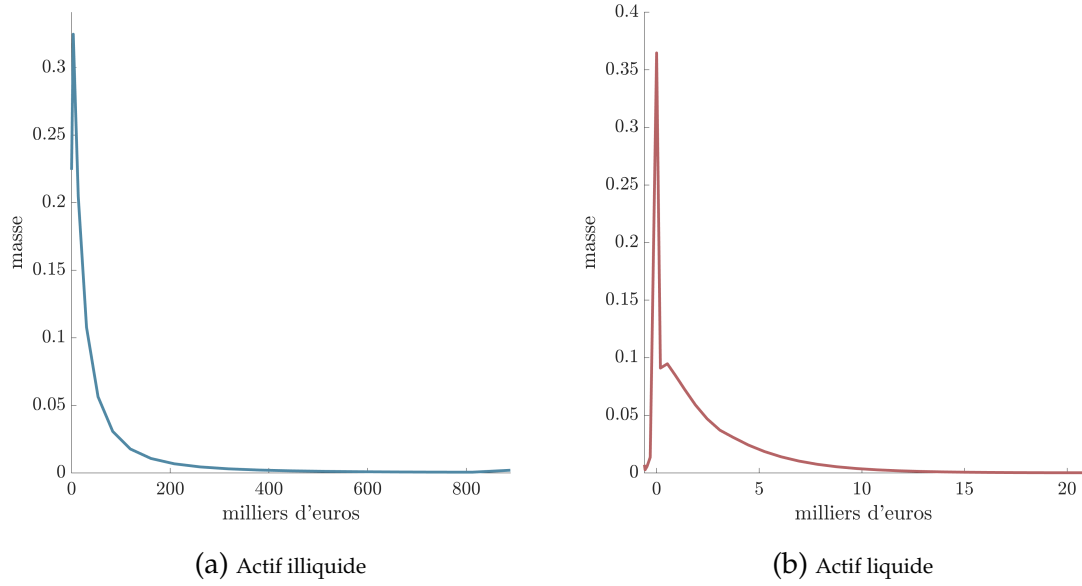 0.3
0.25
0.2
0.15
0.1
0.05
0
masse
0 200 400 600 800
milliers d'euros
(a) Actif illiquide
0.4
0.35
0.3
0.25
0.2
0.15
0.1
0.05
0
masse
0 5 10 15 20
milliers d'euros
(b) Actif liquide